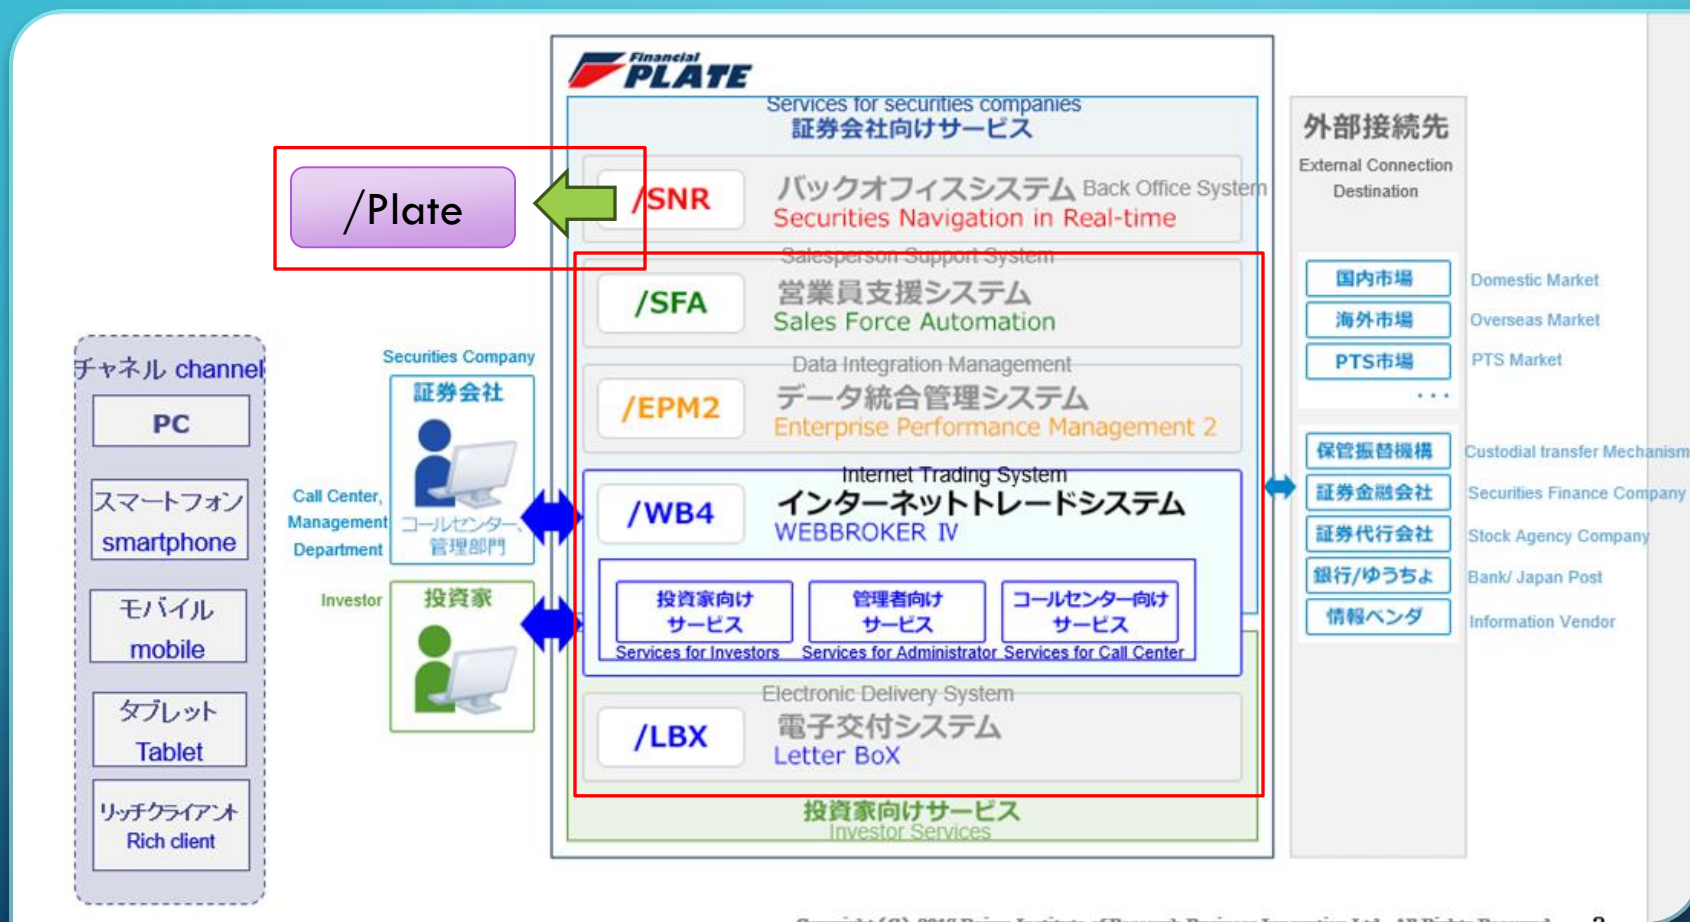 Financial
PLATE
Services for securities companies
証券会社向けサービス
/Plate
/SNR
バックオフィスシステム Back Office System
Securities Navigation in Real-time
Salesperson Support System
/SFA
営業員支援システム
Sales Force Automation
Data Integration Management
/EPM2
データ統合管理システム
Enterprise Performance Management 2
Internet Trading System
/WB4
インターネットトレードシステム
WEBBROKER Ⅳ
投資家向け
サービス
Services for Investors
管理者向け
サービス
Services for Administrator
コールセンター向け
サービス
Services for Call Center
Electronic Delivery System
/LBX
電子交付システム
Letter BoX
投資家向けサービス
Investor Services
チャネル channel
PC
スマートフォン
smartphone
モバイル
mobile
タブレット
Tablet
リッチクライアント
Rich client
Securities Company
証券会社
Call Center,
Management
Department
コールセンター、
管理部門
Investor
投資家
外部接続先
External Connection
Destination
国内市場
Domestic Market
海外市場
Overseas Market
PTS市場
PTS Market
...
保管振替機構
Custodial transfer Mechanism
証券金融会社
Securities Finance Company
証券代行会社
Stock Agency Company
銀行/ゆうちょ
Bank/ Japan Post
情報ベンダ
Information Vendor